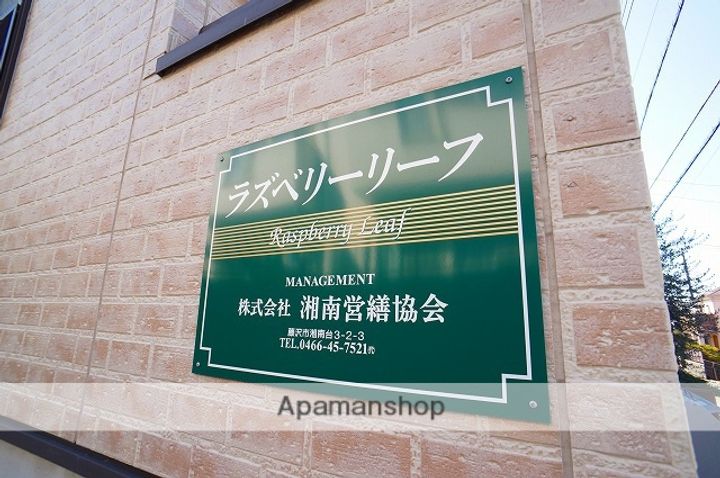 ラズベリーリーフ
Raspberry Leaf
MANAGEMENT
株式会社 湘南営繕協会
藤沢市湘南台3-2-3
TEL.0466-45-7521㈹
Apamanshop